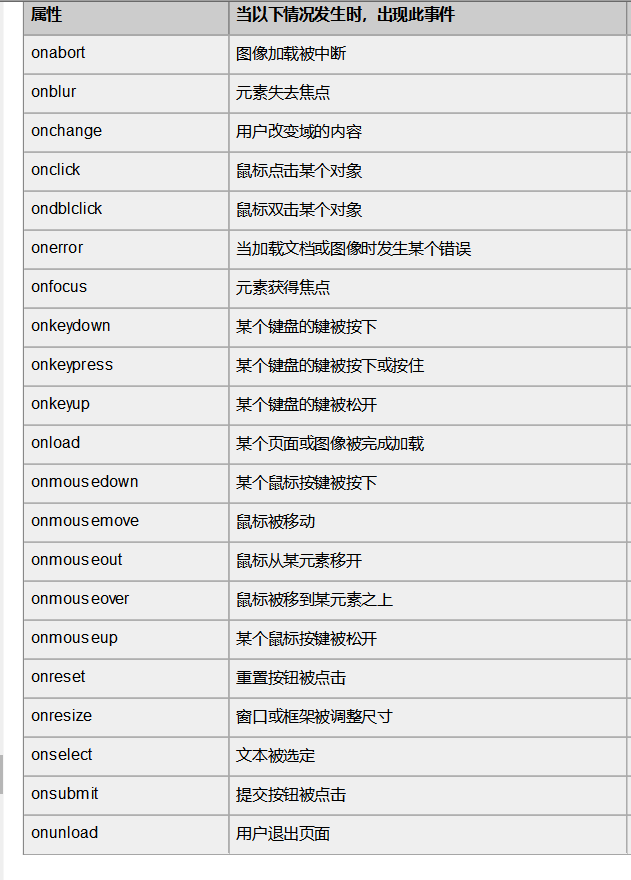 属性 当以下情况发生时，出现此事件
onabort 图像加载被中断
onblur 元素失去焦点
onchange 用户改变域的内容
onclick 鼠标点击某个对象
ondblclick 鼠标双击某个对象
onerror 当加载文档或图像时发生某个错误
onfocus 元素获得焦点
onkeydown 某个键盘的键被按下
onkeypress 某个键盘的键被按下或按住
onkeyup 某个键盘的键被松开
onload 某个页面或图像被完成加载
onmousedown 某个鼠标按键被按下
onmousemove 鼠标被移动
onmouseout 鼠标从某元素移开
onmouseover 鼠标被移到某元素之上
onmouseup 某个鼠标按键被松开
onreset 重置按钮被点击
onresize 窗口或框架被调整尺寸
onselect 文本被选定
onsubmit 提交按钮被点击
onunload 用户退出页面